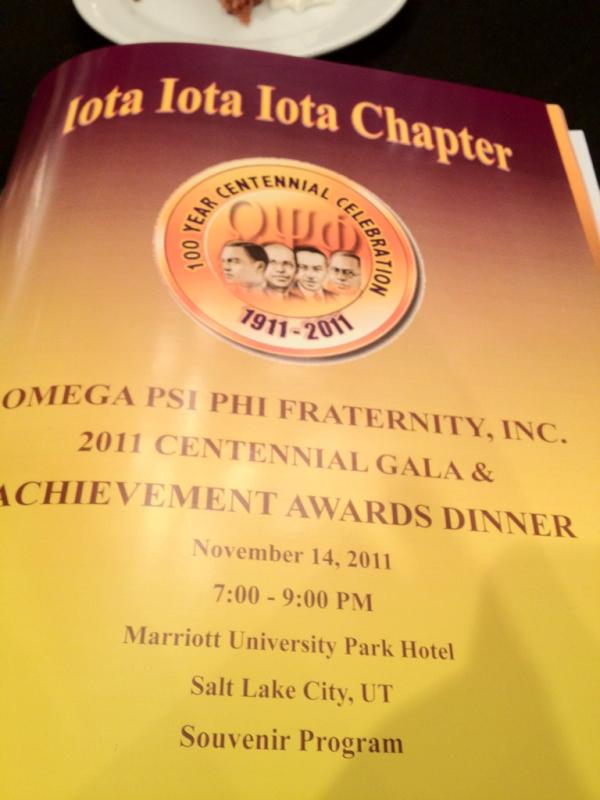 Iota Iota Iota Chapter
100 YEAR CENTENNIAL CELEBRATION
ΩΨΦ
1911-2011
OMEGA PSI PHI FRATERNITY, INC.
2011 CENTENNIAL GALA &
ACHIEVEMENT AWARDS DINNER
November 14, 2011
7:00 - 9:00 PM
Marriott University Park Hotel
Salt Lake City, UT
Souvenir Program